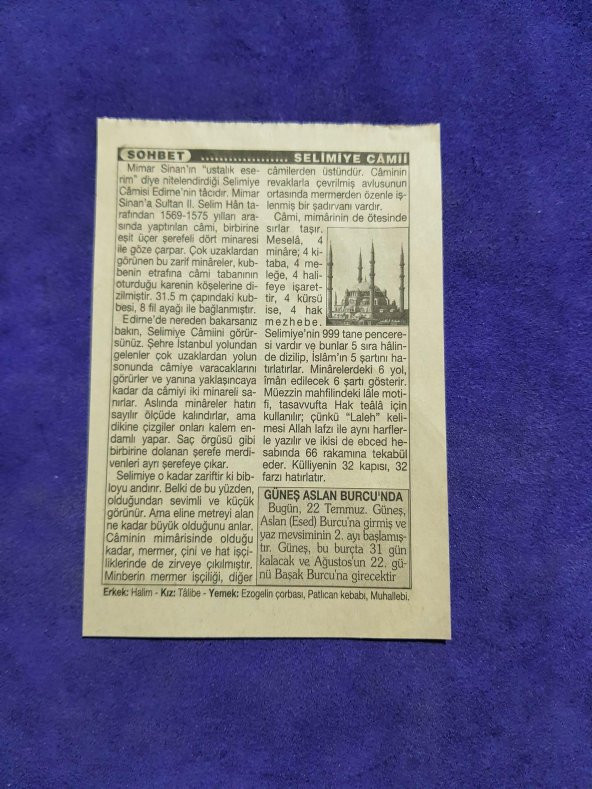 SOHBET .................. SELİMİYE CÂMİİ
Mimar Sinan'ın "ustalık ese-
rim" diye nitelendirdiği Selimiye
Câmisi Edirne'nin tâcıdır. Mimar
Sinan'a Sultan II. Selim Hân ta-
rafından 1569-1575 yılları ara-
sında yaptırılan câmi, birbirine
eşit üçer şerefeli dört minaresi
ile göze çarpar. Çok uzaklardan
görünen bu zarif minâreler, kub-
benin etrafına câmi tabanının
oturduğu karenin köşelerine di-
zilmiştir. 31.5 m çapındaki kub-
besi, 8 fil ayağı ile bağlanmıştır.
Edirne'de nereden bakarsanız
bakın, Selimiye Camiini görür-
sünüz. Şehre İstanbul yolundan
gelenler çok uzaklardan yolun
sonunda câmiye varacaklarını
görürler ve yanına yaklaşıncaya
kadar da câmiyi iki minareli sa-
nırlar. Aslında minâreler hatırı
sayılır ölçüde kalındırlar, ama
dikine çizgiler onları kalem en-
damlı yapar. Saç örgüsü gibi
birbirine dolanan şerefe merdi-
venleri ayrı şerefeye çıkar.
Selimiye o kadar zariftir ki bib-
loyu andırır. Belki de bu yüzden,
olduğundan sevimli ve küçük
görünür. Ama eline metreyi alan
ne kadar büyük olduğunu anlar.
Câminin mimârisinde olduğu
kadar, mermer, çini ve hat işçi-
liklerinde de zirveye çıkılmıştır.
Minberin mermer işçiliği, diğer
câmilerden üstündür. Câminin
revaklarla çevrilmiş avlusunun
ortasında mermerden özenle iş-
lenmiş bir şadırvanı vardır.
Câmi, mimârinin de ötesinde
sırlar taşır.
Meselâ, 4
minâre; 4 ki-
taba, 4 me-
leğe, 4 hali-
feye işaret-
tir, 4 kürsü
ise, 4 hak
mezhebe.
Selimiye'nin 999 tane pencere-
si vardır ve bunlar 5 sıra hâlin-
de dizilip, İslâm'ın 5 şartını ha-
tırlatırlar. Minârelerdeki 6 yol,
îmân edilecek 6 şartı gösterir.
Müezzin mahfilindeki lâle moti-
fi, tasavvufta Hak teâlâ için
kullanılır; çünkü "Laleh" keli-
mesi Allah lafzı ile aynı harfler-
le yazılır ve ikisi de ebced he-
sabında 66 rakamına tekabül
eder. Külliyenin 32 kapısı, 32
farzı hatırlatır.
GÜNEŞ ASLAN BURCU'NDA
Bugün, 22 Temmuz. Güneş,
Aslan (Esed) Burcu'na girmiş ve
yaz mevsiminin 2. ayı başlamış-
tır. Güneş, bu burçta 31 gün
kalacak ve Ağustos'un 22. gü-
nü Başak Burcu'na girecektir
Erkek: Halim - Kız: Tâlibe - Yemek: Ezogelin çorbası, Patlıcan kebabı, Muhallebi.